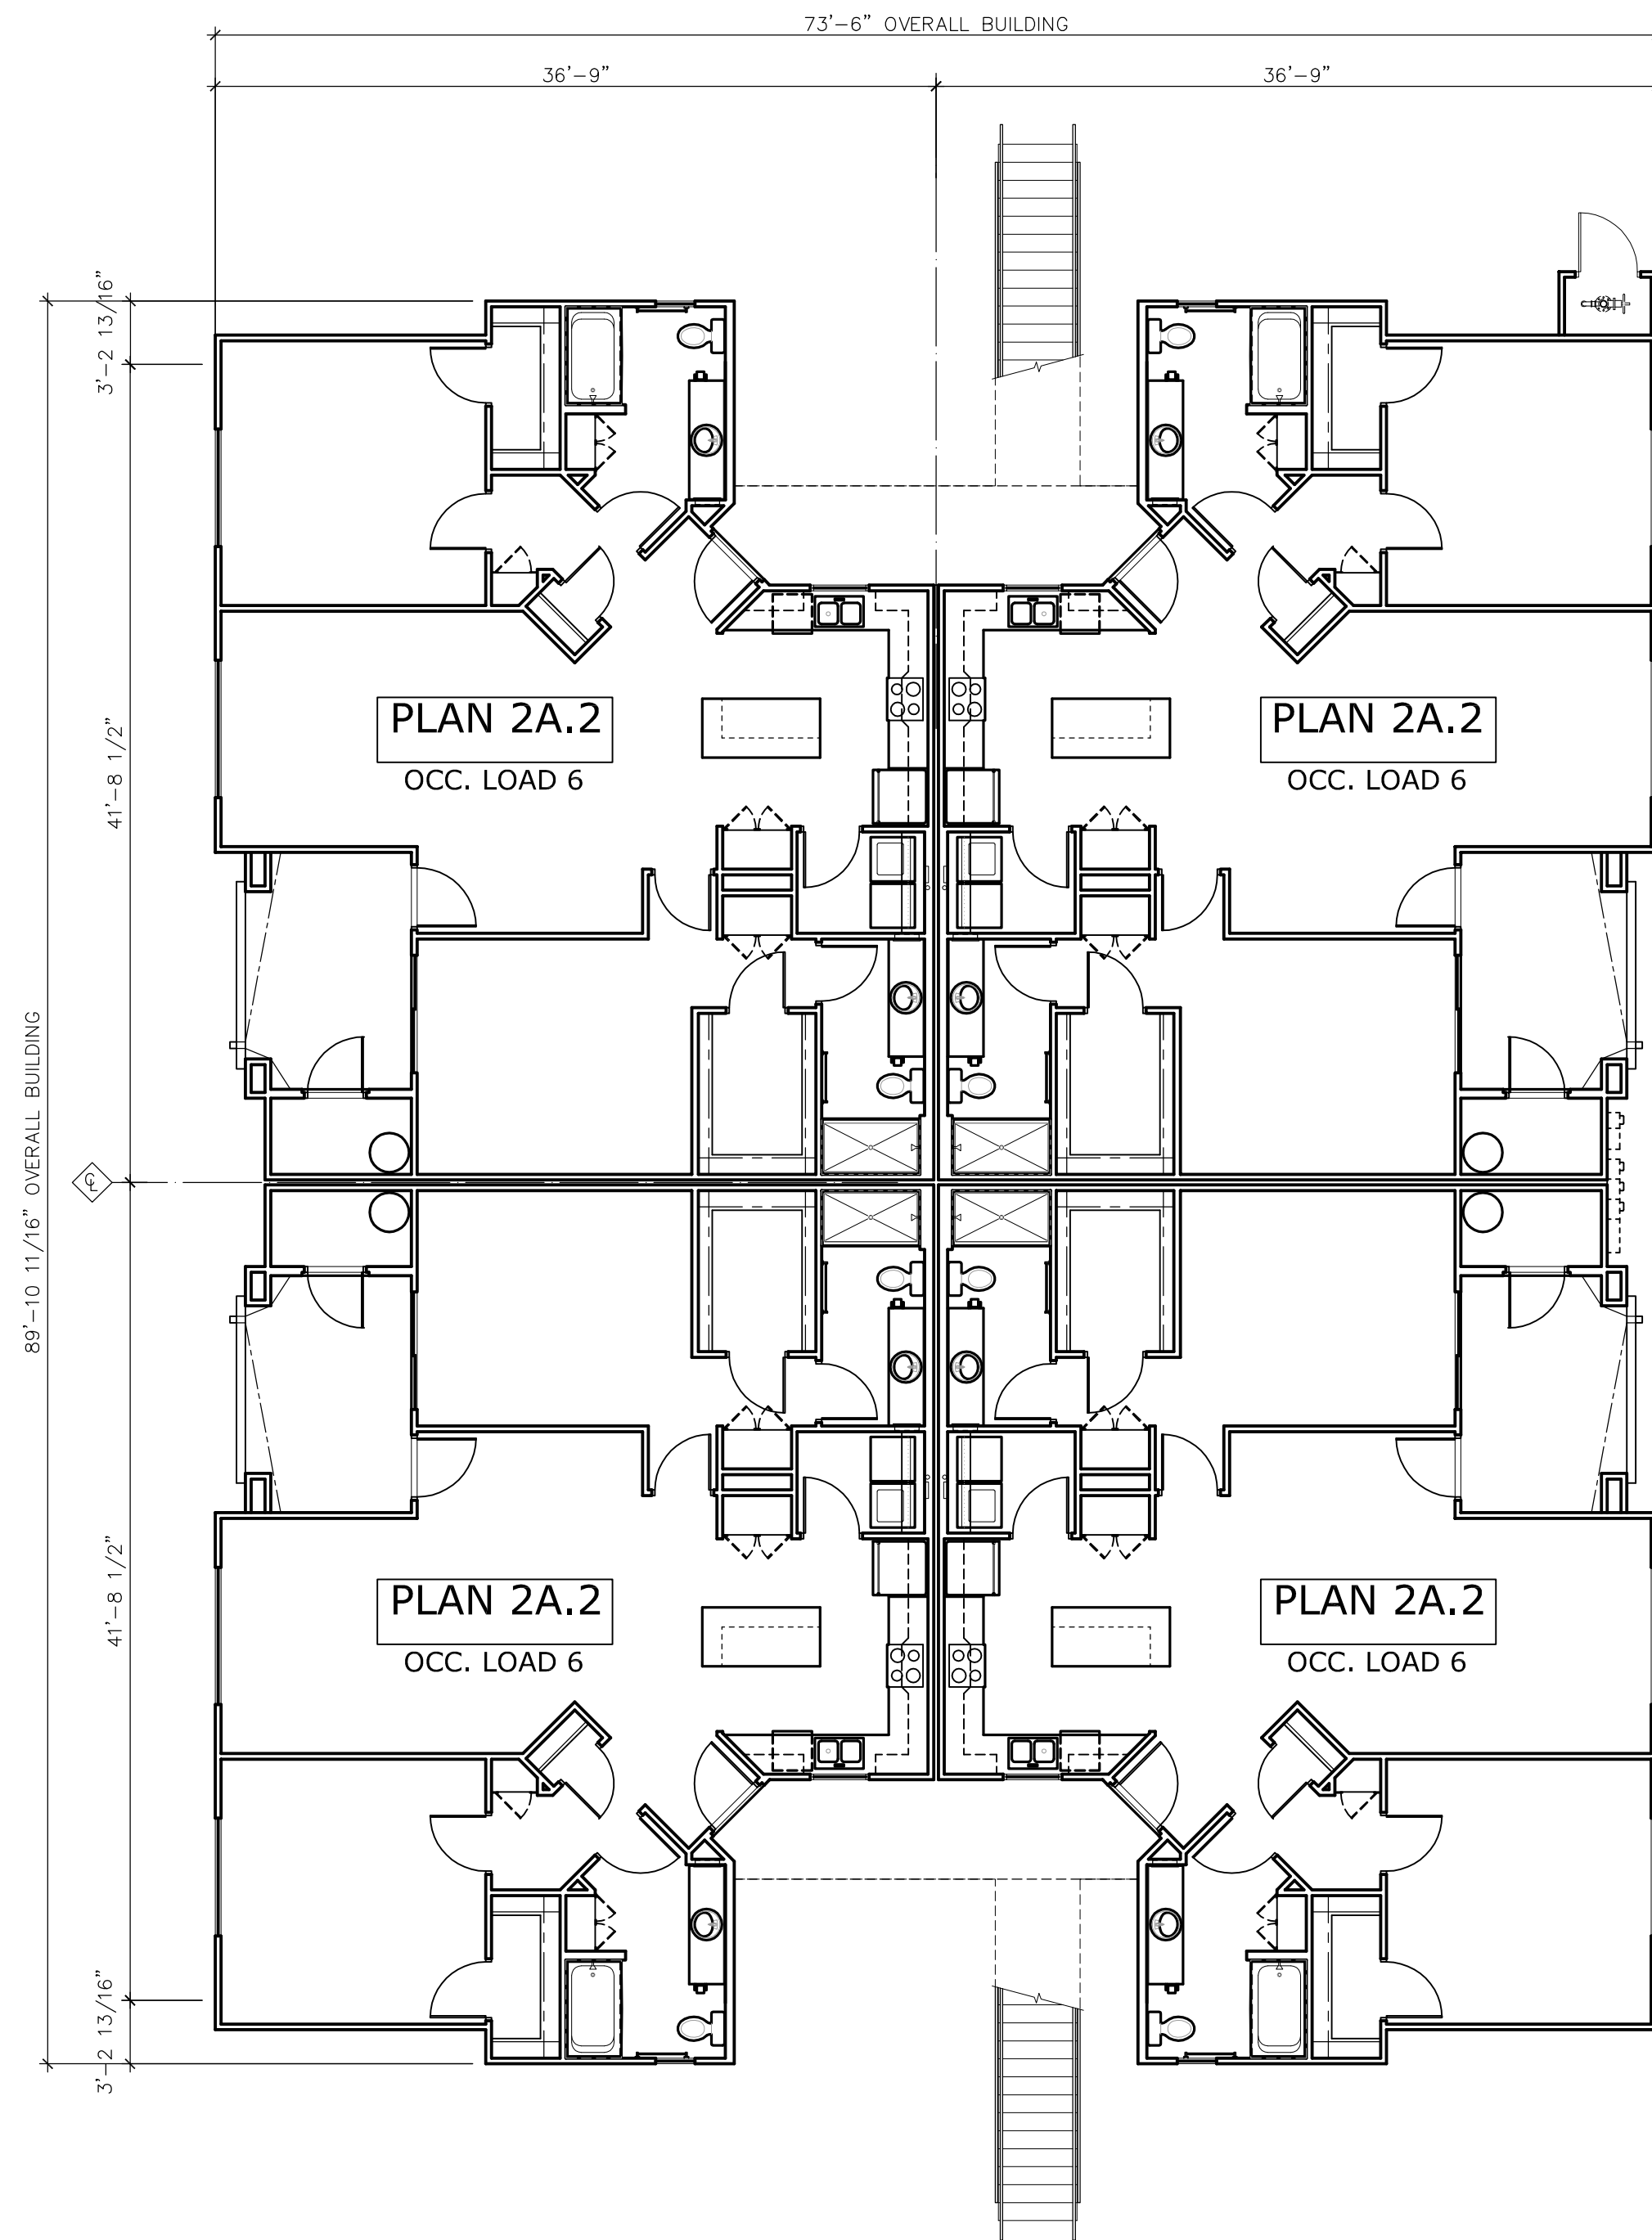 73'-6" OVERALL BUILDING
36'-9"
36'-9"
3'-2 13/16"
PLAN 2A.2
OCC. LOAD 6
PLAN 2A.2
OCC. LOAD 6
41'-8 1/2"
89'-10 11/16" OVERALL BUILDING
℄
41'-8 1/2"
PLAN 2A.2
OCC. LOAD 6
PLAN 2A.2
OCC. LOAD 6
3'-2 13/16"